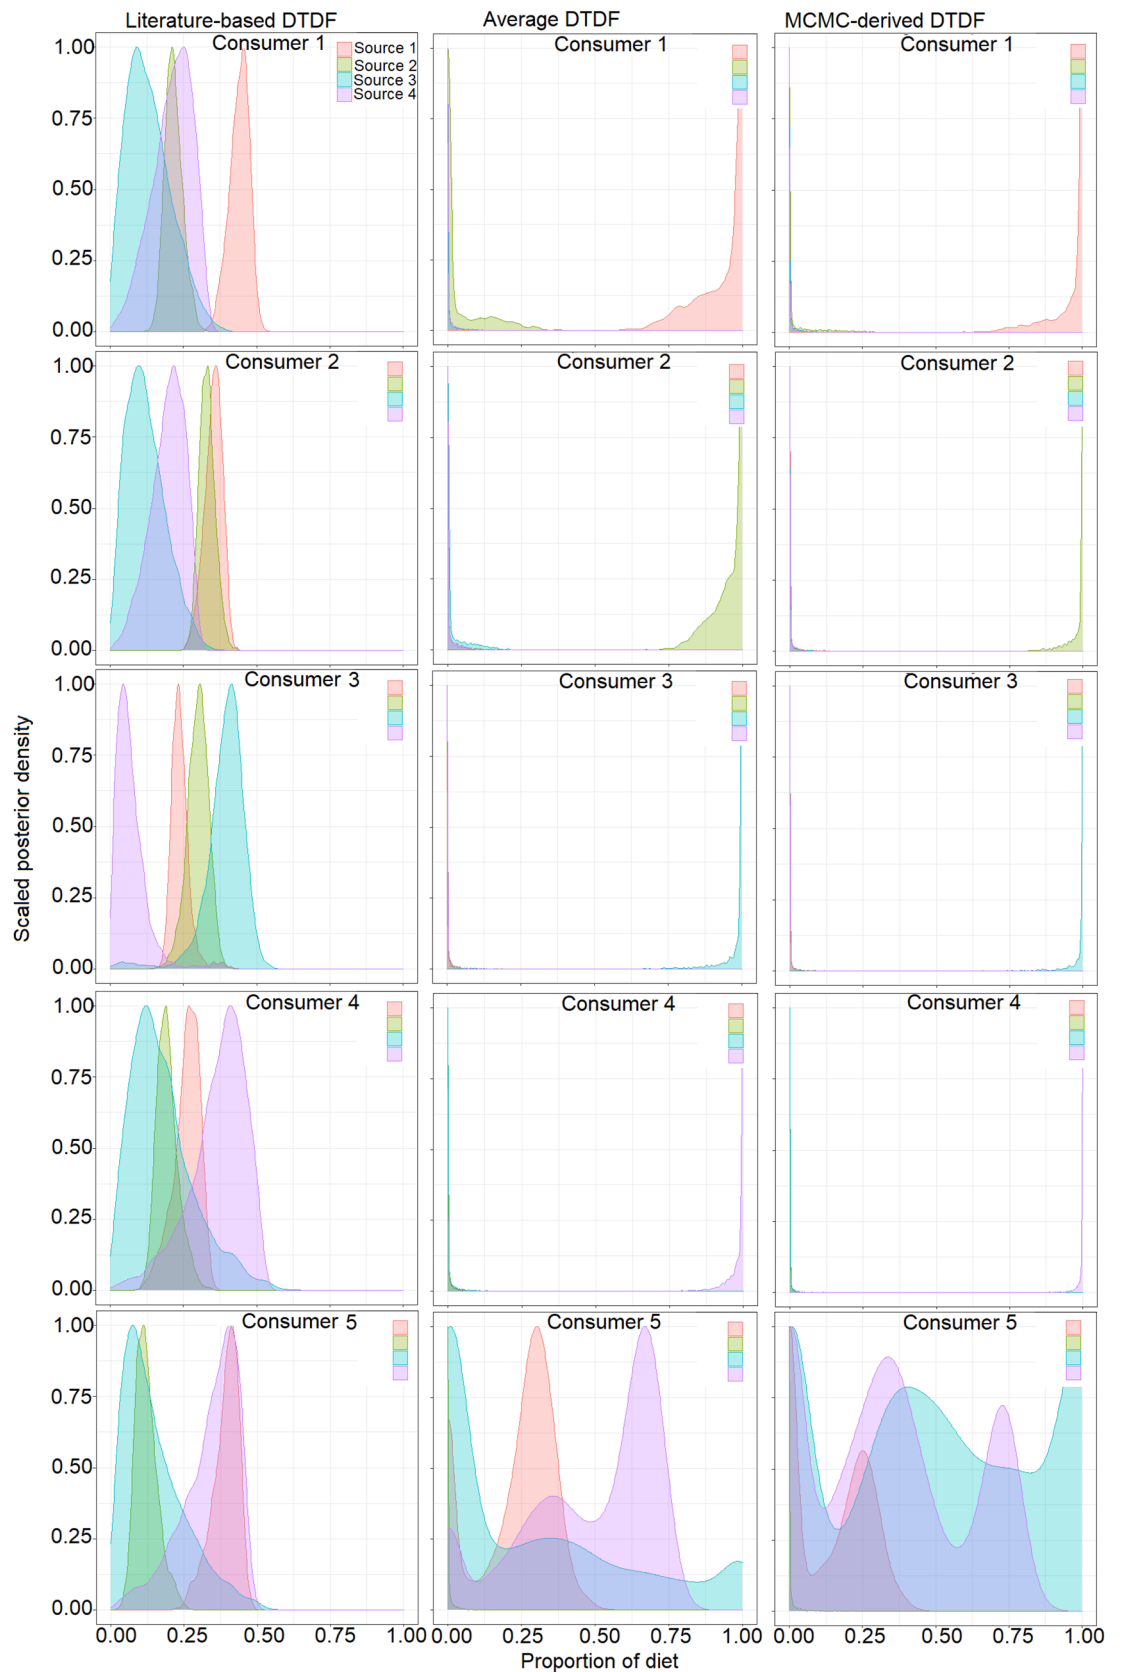 Literature-based DTDF
Average DTDF
MCMC-derived DTDF
Consumer 1
Source 1
Source 2
Source 3
Source 4
1.00
0.75
0.50
0.25
0.00
Consumer 1
Consumer 1
Consumer 2
1.00
0.75
0.50
0.25
0.00
Consumer 2
Consumer 2
Consumer 3
1.00
0.75
0.50
0.25
0.00
Consumer 3
Consumer 3
Consumer 4
1.00
0.75
0.50
0.25
0.00
Consumer 4
Consumer 4
Consumer 5
1.00
0.75
0.50
0.25
0.00
Consumer 5
Consumer 5
0.00 0.25 0.50 0.75 1.00
0.00 0.25 0.50 0.75 1.00
0.00 0.25 0.50 0.75 1.00
Scaled posterior density
Proportion of diet